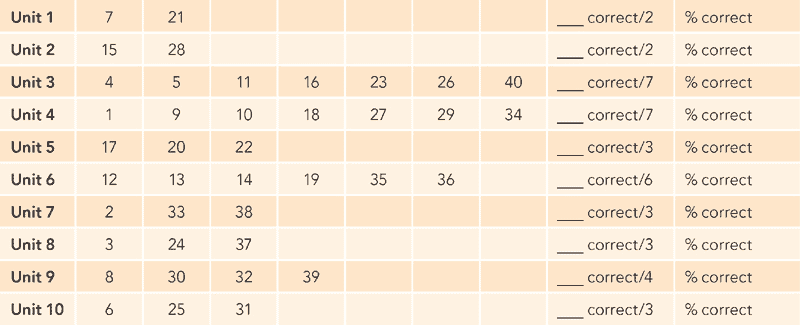 Unit 1 7 21 ___ correct/2 % correct
Unit 2 15 28 ___ correct/2 % correct
Unit 3 4 5 11 16 23 26 40 ___ correct/7 % correct
Unit 4 1 9 10 18 27 29 34 ___ correct/7 % correct
Unit 5 17 20 22 ___ correct/3 % correct
Unit 6 12 13 14 19 35 36 ___ correct/6 % correct
Unit 7 2 33 38 ___ correct/3 % correct
Unit 8 3 24 37 ___ correct/3 % correct
Unit 9 8 30 32 39 ___ correct/4 % correct
Unit 10 6 25 31 ___ correct/3 % correct